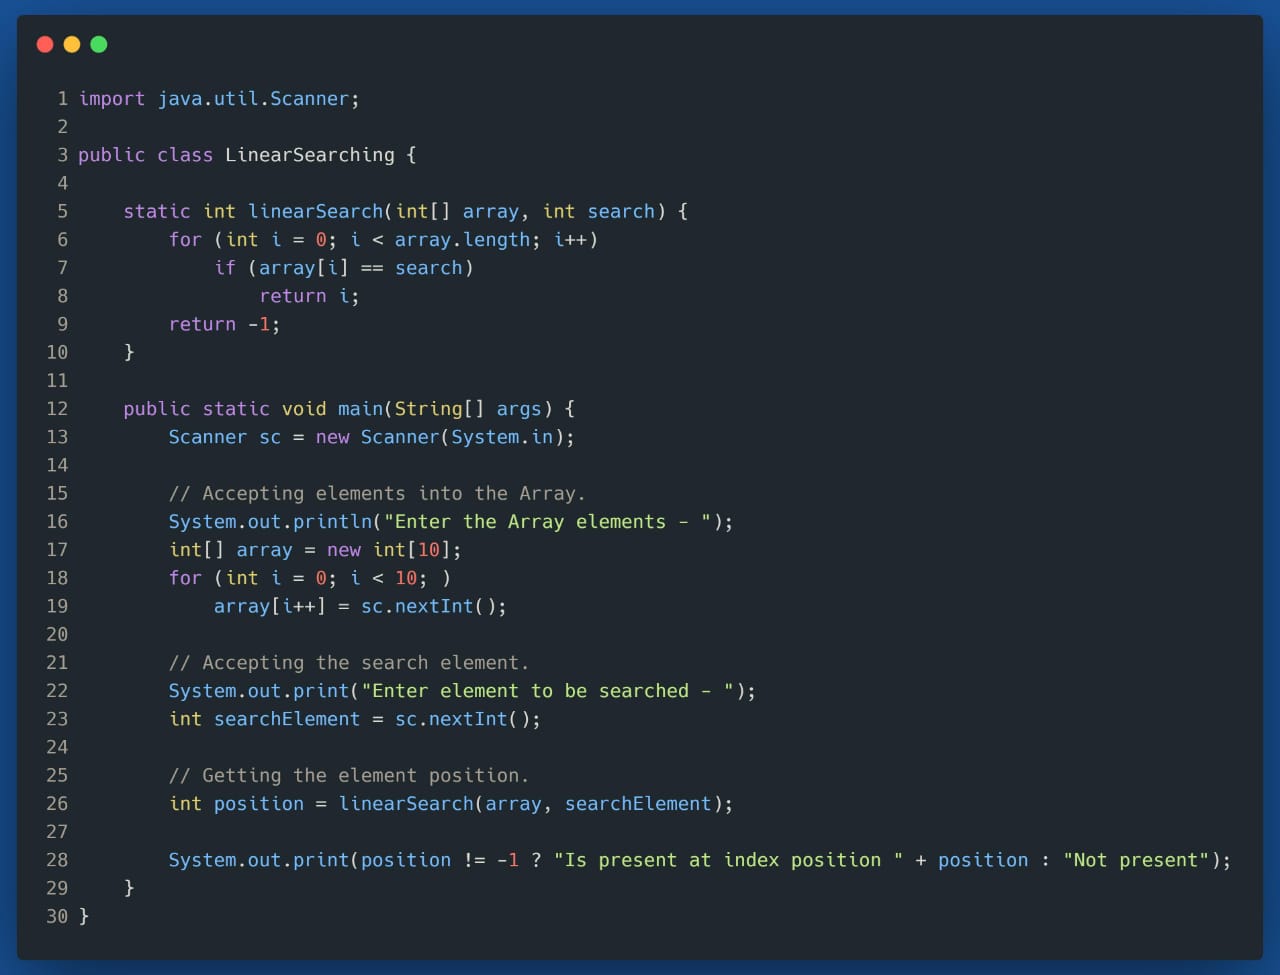 1 import java.util.Scanner;
2
3 public class LinearSearching {
4
5     static int linearSearch(int[] array, int search) {
6         for (int i = 0; i < array.length; i++)
7             if (array[i] == search)
8                 return i;
9         return -1;
10     }
11
12     public static void main(String[] args) {
13         Scanner sc = new Scanner(System.in);
14
15         // Accepting elements into the Array.
16         System.out.println("Enter the Array elements - ");
17         int[] array = new int[10];
18         for (int i = 0; i < 10; )
19             array[i++] = sc.nextInt();
20
21         // Accepting the search element.
22         System.out.print("Enter element to be searched - ");
23         int searchElement = sc.nextInt();
24
25         // Getting the element position.
26         int position = linearSearch(array, searchElement);
27
28         System.out.print(position != -1 ? "Is present at index position " + position : "Not present");
29     }
30 }